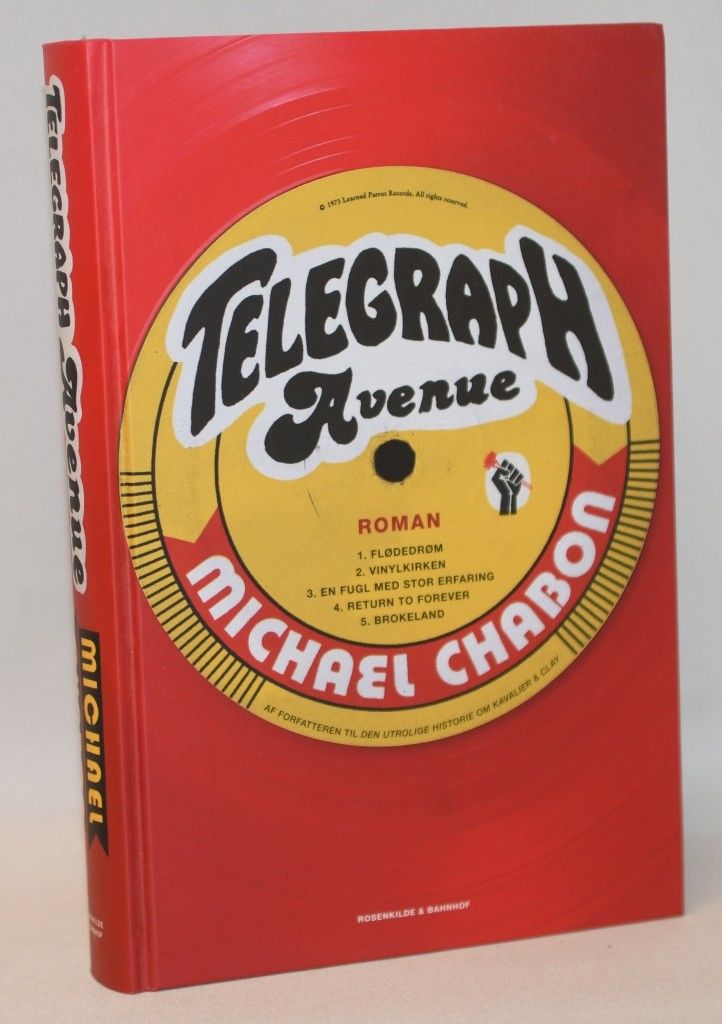 © 1973 Learned Parrot Records. All rights reserved.
TELEGRAPH
Avenue
ROMAN
1. FLØDEDRØM
2. VINYLKIRKEN
3. EN FUGL MED STOR ERFARING
4. RETURN TO FOREVER
5. BROKELAND
MICHAEL CHABON
AF FORFATTEREN TIL DEN UTROLIGE HISTORIE OM KAVALIER & CLAY
ROSENKILDE & BAHNHOF
TELEGRAPH Avenue
MICHAEL